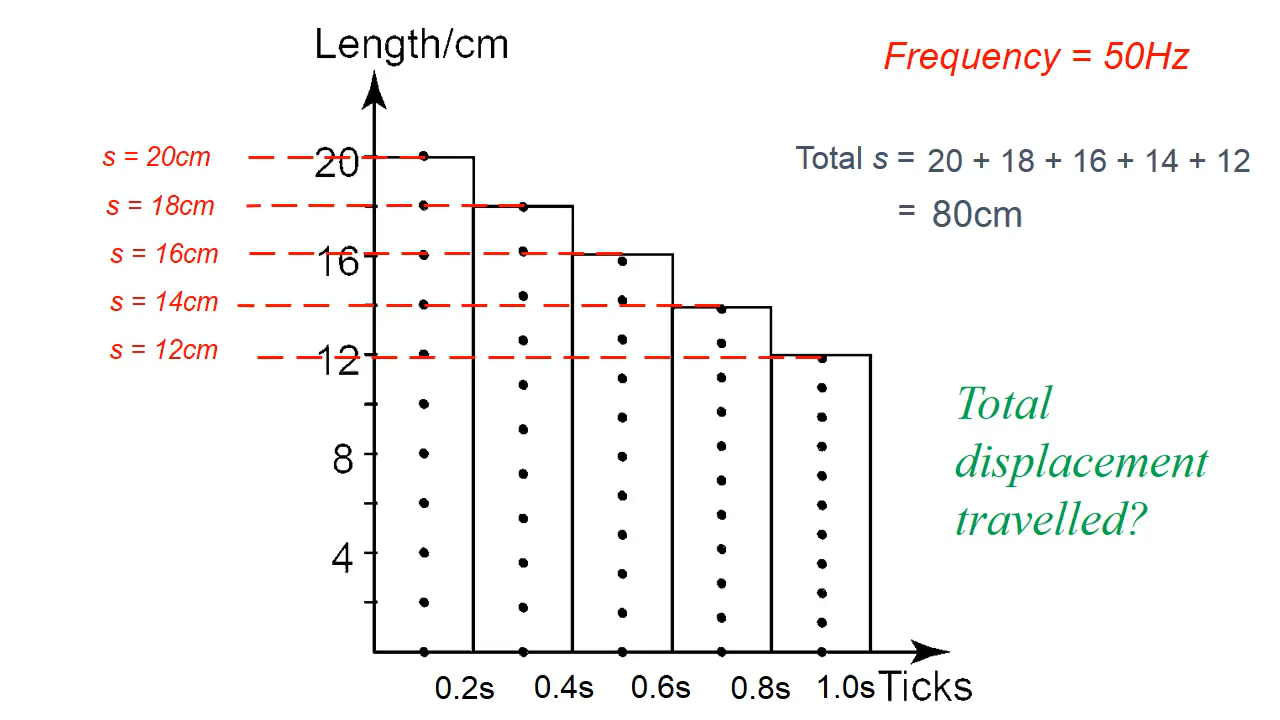 Length/cm
Frequency = 50Hz
s = 20cm
20
Total s = 20 + 18 + 16 + 14 + 12
s = 18cm
= 80cm
s = 16cm
16
s = 14cm
s = 12cm
12
Total
displacement
travelled?
8
4
0.2s 0.4s 0.6s 0.8s 1.0s Ticks